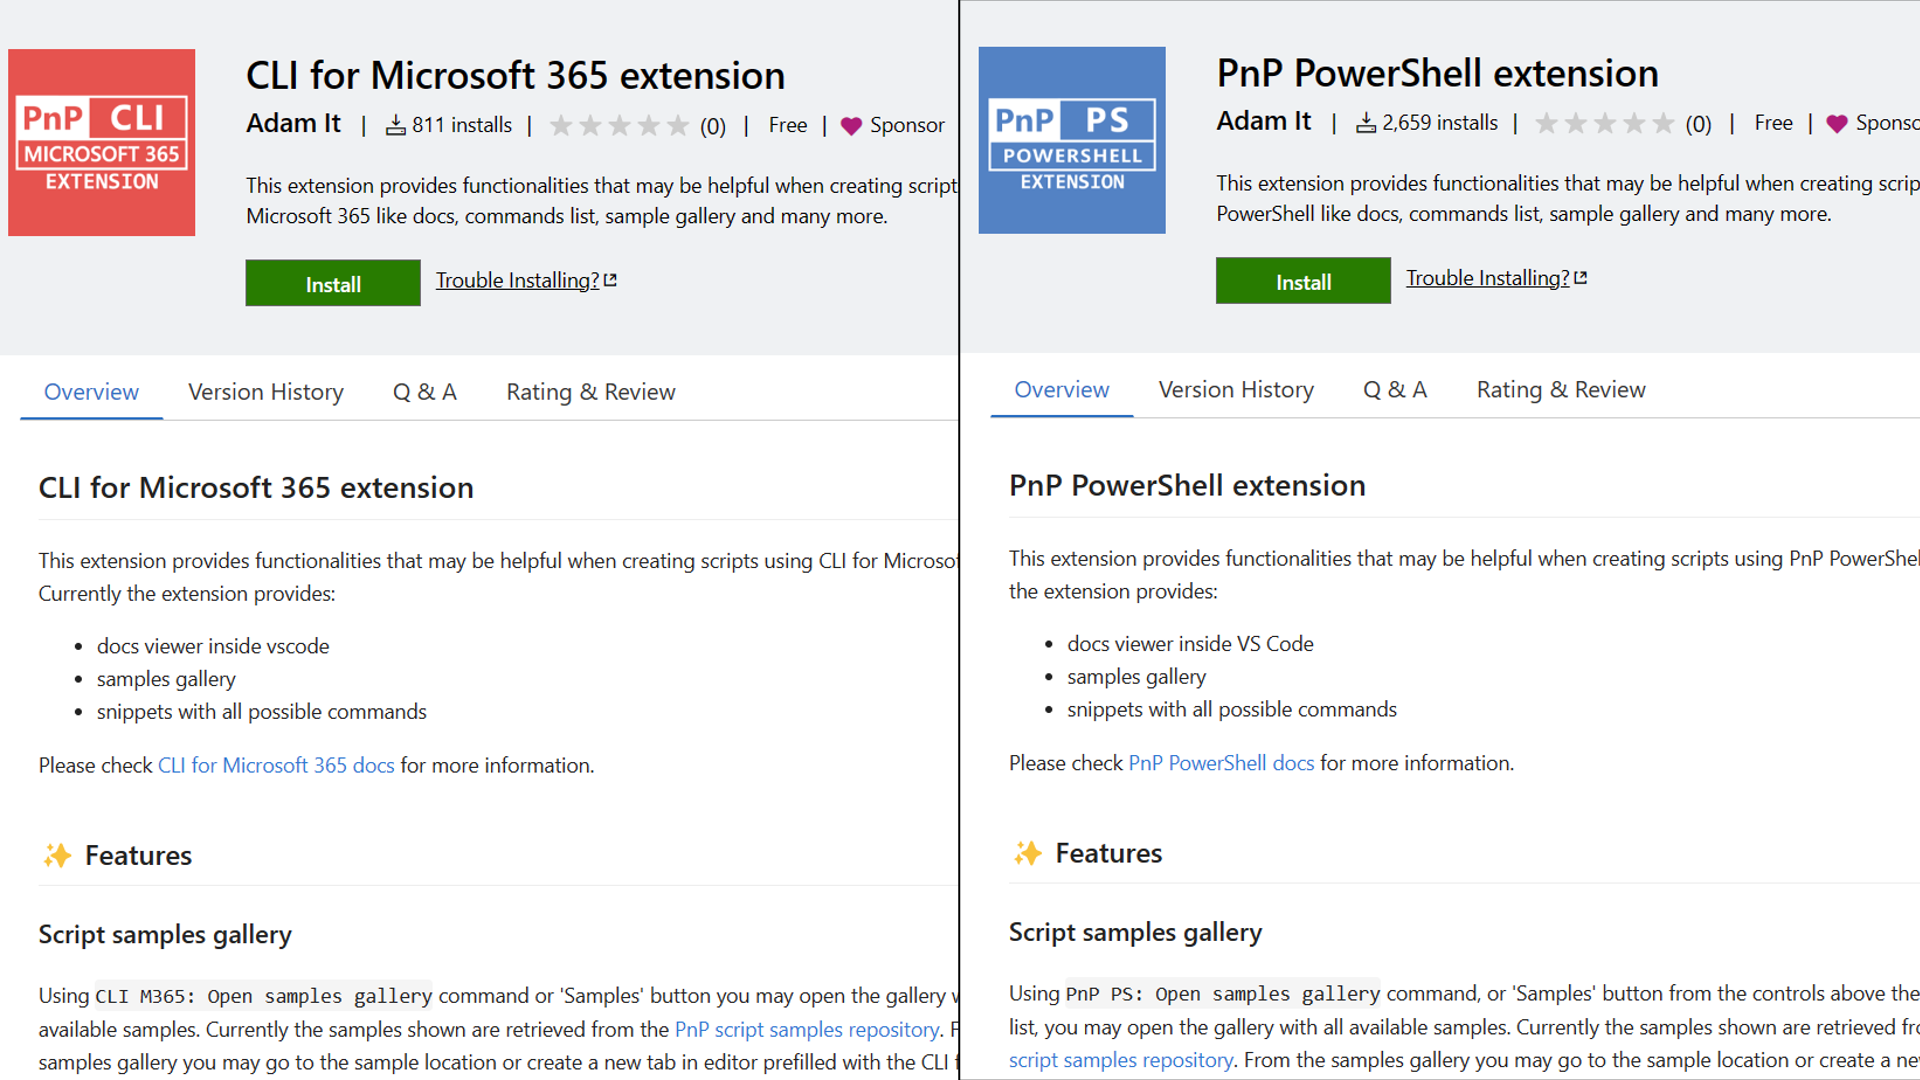 PnP CLI
MICROSOFT 365
EXTENSION
CLI for Microsoft 365 extension
Adam It | 811 installs | (0) | Free | Sponsor
This extension provides functionalities that may be helpful when creating script
Microsoft 365 like docs, commands list, sample gallery and many more.
Install Trouble Installing?
Overview Version History Q & A Rating & Review
CLI for Microsoft 365 extension
This extension provides functionalities that may be helpful when creating scripts using CLI for Microsof
Currently the extension provides:
• docs viewer inside vscode
• samples gallery
• snippets with all possible commands
Please check CLI for Microsoft 365 docs for more information.
✨ Features
Script samples gallery
Using CLI M365: Open samples gallery command or 'Samples' button you may open the gallery
available samples. Currently the samples shown are retrieved from the PnP script samples repository.
samples gallery you may go to the sample location or create a new tab in editor prefilled with the CLI
PnP PS
POWERSHELL
EXTENSION
PnP PowerShell extension
Adam It | 2,659 installs | (0) | Free | Sponso
This extension provides functionalities that may be helpful when creating scrip
PowerShell like docs, commands list, sample gallery and many more.
Install Trouble Installing?
Overview Version History Q & A Rating & Review
PnP PowerShell extension
This extension provides functionalities that may be helpful when creating scripts using PnP PowerShel
the extension provides:
• docs viewer inside VS Code
• samples gallery
• snippets with all possible commands
Please check PnP PowerShell docs for more information.
✨ Features
Script samples gallery
Using PnP PS: Open samples gallery command, or 'Samples' button from the controls above the
list, you may open the gallery with all available samples. Currently the samples shown are retrieved
script samples repository. From the samples gallery you may go to the sample location or create a